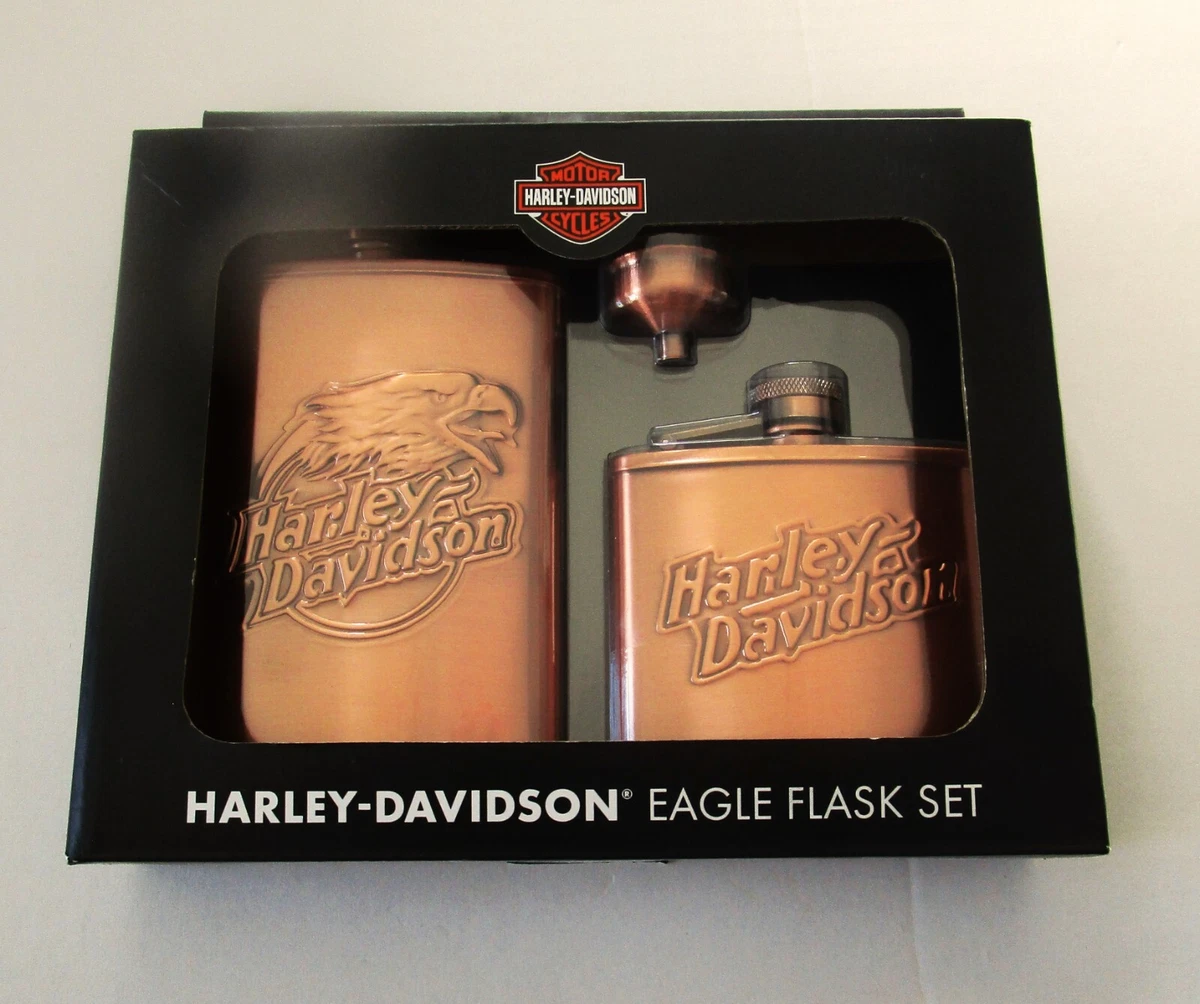 MOTOR
HARLEY-DAVIDSON
CYCLES
Harley-
Davidson
Harley-
Davidson
HARLEY-DAVIDSON® EAGLE FLASK SET